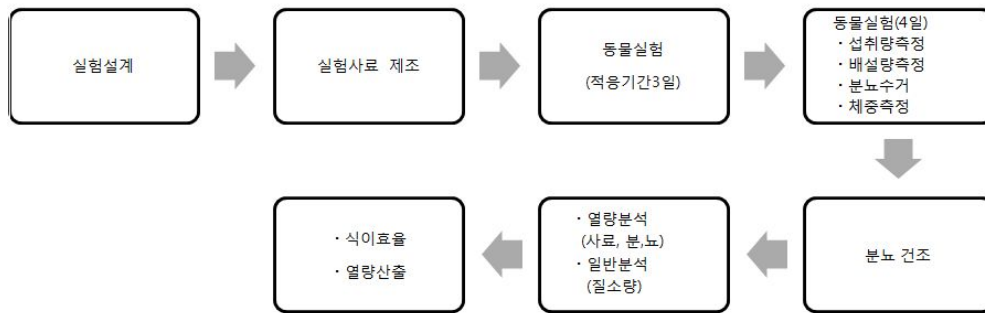 실험설계
실험사료 제조
동물실험
(적응기간3일)
동물실험(4일)
· 섭취량측정
· 배설량측정
· 분뇨수거
· 체중측정
분뇨 건조
· 열량분석
(사료, 분,뇨)
· 일반분석
(질소량)
· 식이효율
· 열량산출